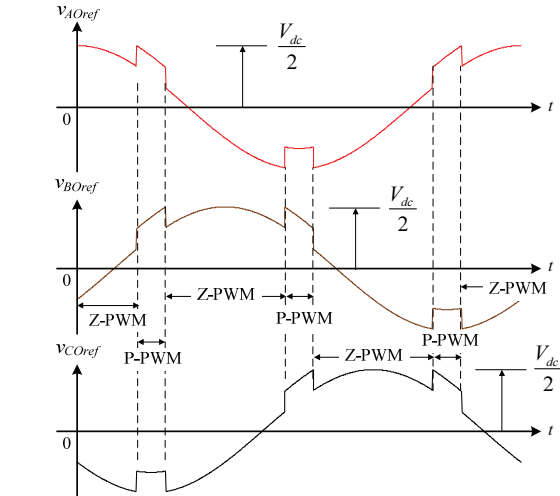 v_AOref
V_dc
2
0
t
v_BOref
V_dc
2
0
t
Z-PWM
Z-PWM
P-PWM
Z-PWM
P-PWM
Z-PWM
P-PWM
v_COref
V_dc
2
0
t